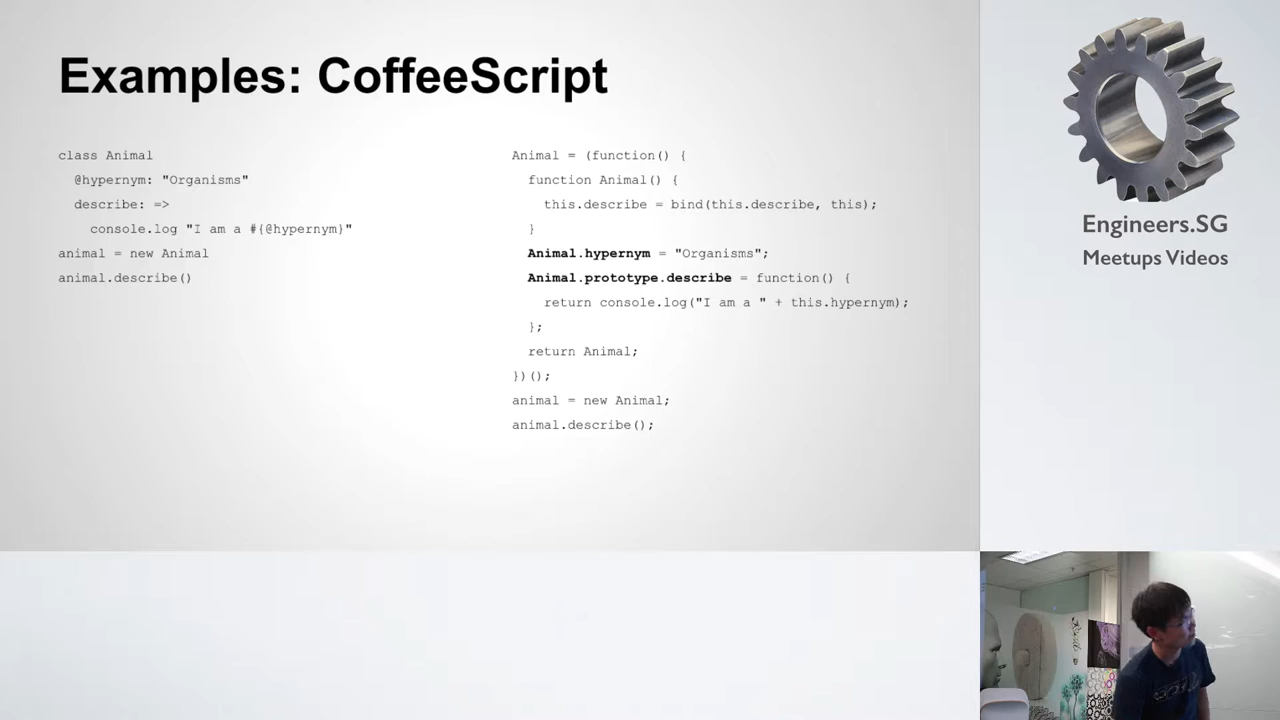 Examples: CoffeeScript
class Animal
  @hypernym: "Organisms"
  describe: =>
    console.log "I am a #{@hypernym}"
animal = new Animal
animal.describe()
Animal = (function() {
  function Animal() {
    this.describe = bind(this.describe, this);
  }
  Animal.hypernym = "Organisms";
  Animal.prototype.describe = function() {
    return console.log("I am a " + this.hypernym);
  };
  return Animal;
})();
animal = new Animal;
animal.describe();
Engineers.SG
Meetups Videos